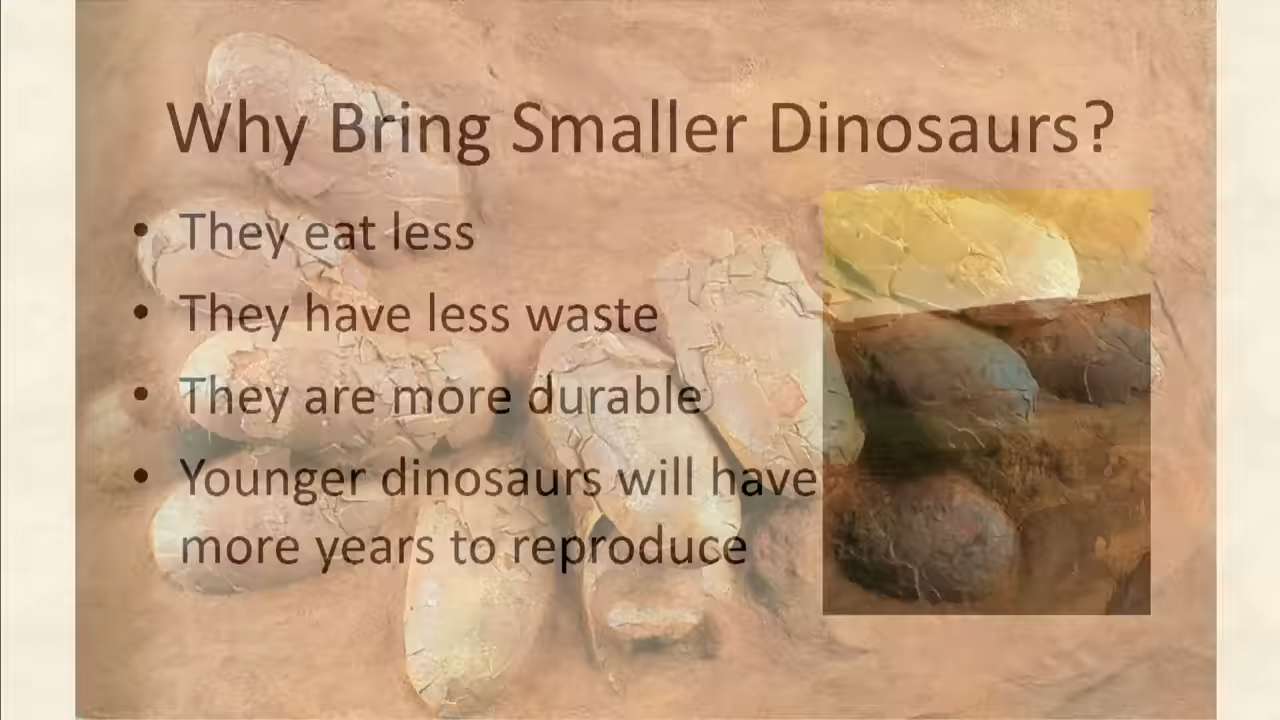 Why Bring Smaller Dinosaurs?
• They eat less
• They have less waste
• They are more durable
• Younger dinosaurs will have
more years to reproduce